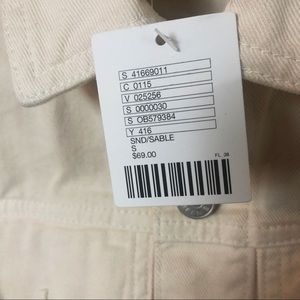 S 41669011
C 0115
V 025256
S 0000030
S OB579384
Y 416
SND/SABLE
S
$69.00
FL 36